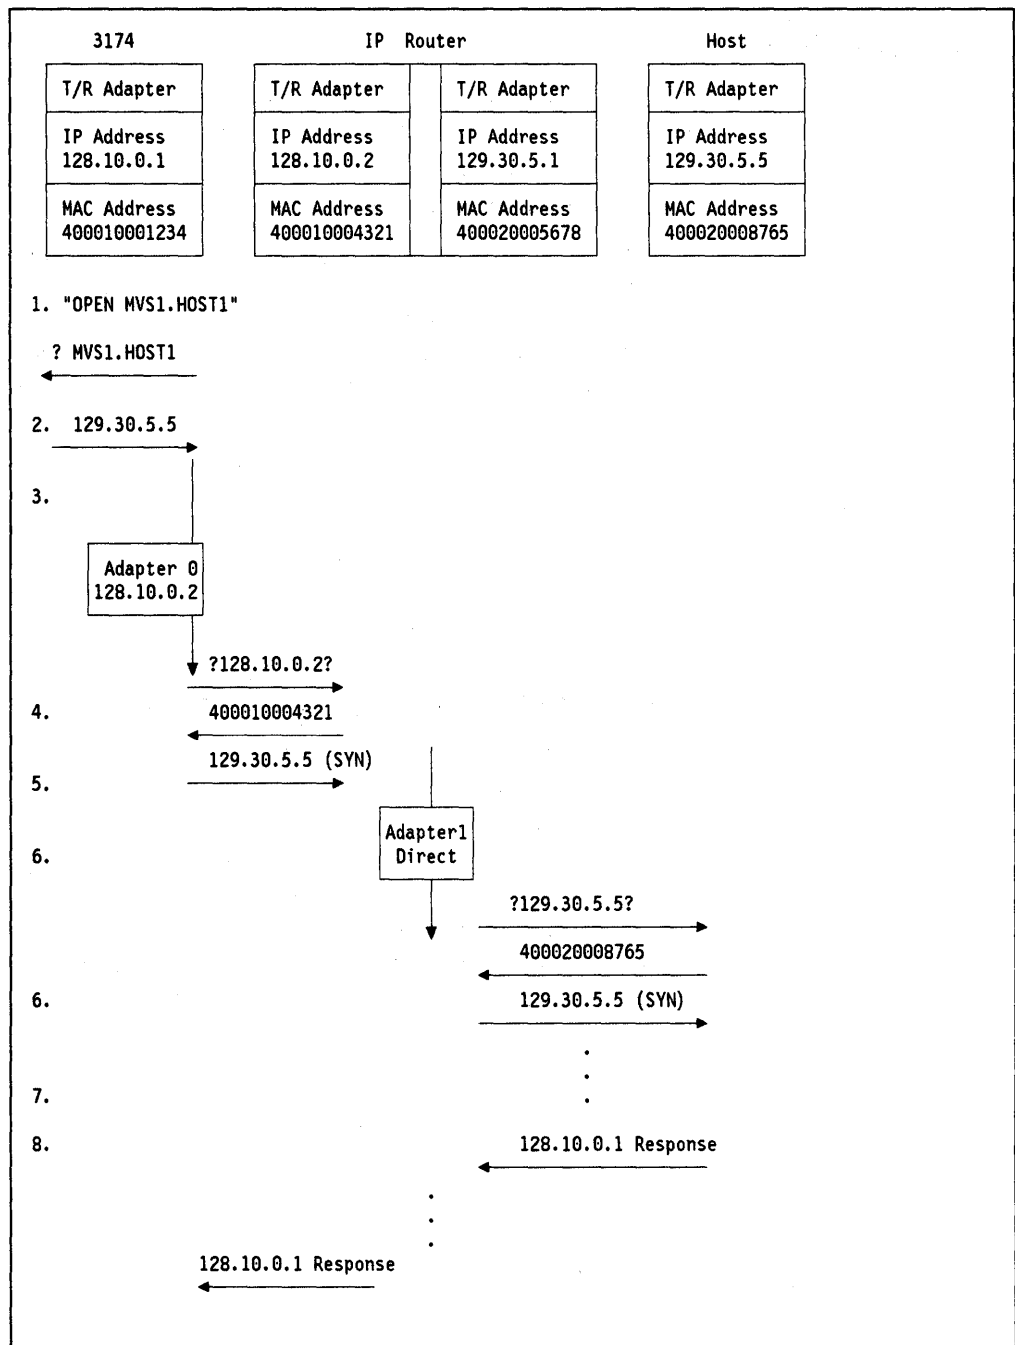 3174 IP Router Host
T/R Adapter T/R Adapter T/R Adapter T/R Adapter
IP Address IP Address IP Address IP Address
128.10.0.1 128.10.0.2 129.30.5.1 129.30.5.5
MAC Address MAC Address MAC Address MAC Address
400010001234 400010004321 400020005678 400020008765
1. "OPEN MVS1.HOST1"
? MVS1.HOST1
2. 129.30.5.5
3.
Adapter 0
128.10.0.2
?128.10.0.2?
4. 400010004321
129.30.5.5 (SYN)
5.
Adapter1
6. Direct
?129.30.5.5?
400020008765
6. 129.30.5.5 (SYN)
7.
8. 128.10.0.1 Response
128.10.0.1 Response